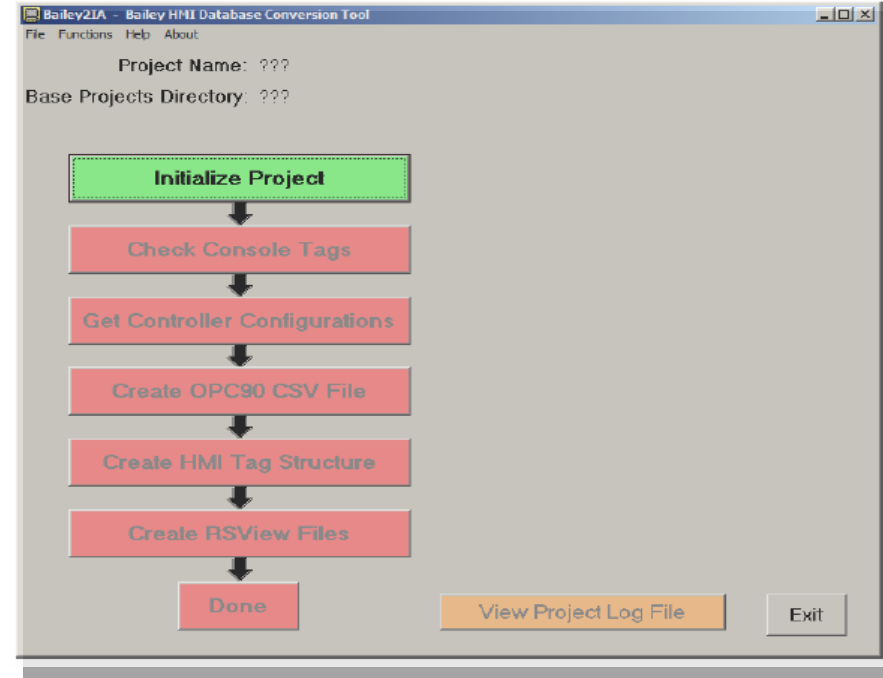 Bailey2IA - Bailey HMI Database Conversion Tool
File Functions Help About
Project Name: ???
Base Projects Directory: ???
Initialize Project
Check Console Tags
Get Controller Configurations
Create OPC90 CSV File
Create HMI Tag Structure
Create RSView Files
Done
View Project Log File
Exit